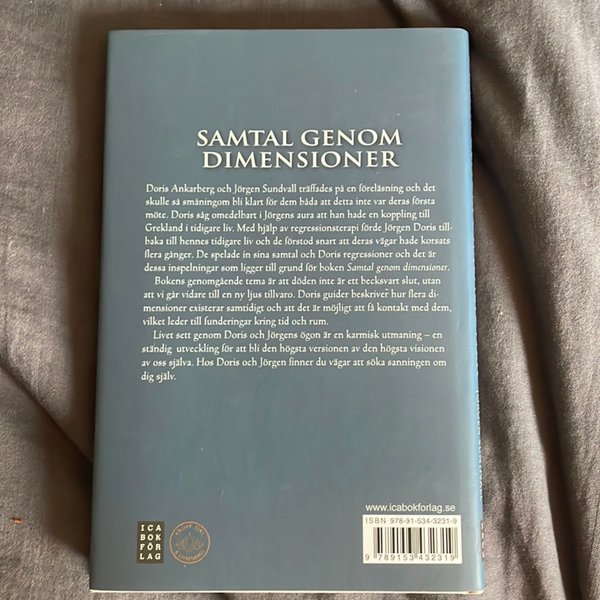 SAMTAL GENOM
DIMENSIONER
Doris Ankarberg och Jörgen Sundvall träffades på en föreläsning och det
skulle så småningom bli klart för dem båda att detta inte var deras första
möte. Doris såg omedelbart i Jörgens aura att han hade en koppling till
Grekland i tidigare liv. Med hjälp av regressionsterapi förde Jörgen Doris till-
baka till hennes tidigare liv och de förstod snart att deras vägar hade korsats
flera gånger. De spelade in sina samtal och Doris regressioner och det är
dessa inspelningar som ligger till grund för boken Samtal genom dimensioner.
Bokens genomgående tema är att döden inte är ett becksvart slut, utan
att vi går vidare till en ny ljus tillvaro. Doris guider beskriver hur flera di-
mensioner existerar samtidigt och att det är möjligt att få kontakt med dem,
vilket leder till funderingar kring tid och rum.
Livet sett genom Doris och Jörgens ögon är en karmisk utmaning – en
ständig utveckling för att bli den högsta versionen av den högsta visionen
av oss själva. Hos Doris och Jörgen finner du vägar att söka sanningen om
dig själv.
www.icabokforlag.se
ISBN 978-91-534-3231-9
9 789153 432319
ICA
BOK
FÖR
LAG